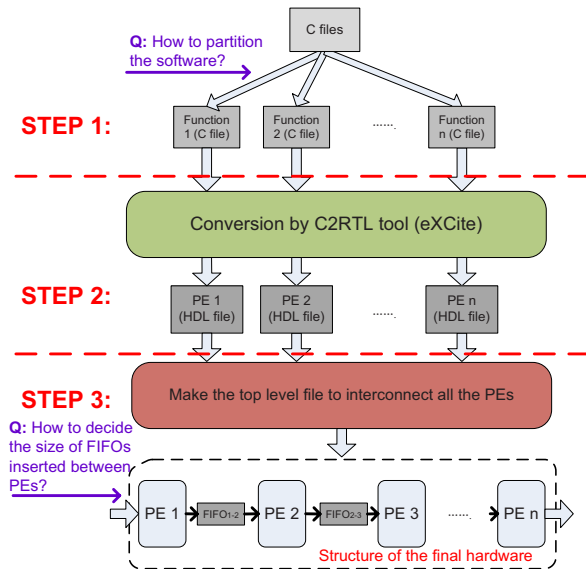 C files
Q: How to partition
the software?
STEP 1:
Function
1 (C file)
Function
2 (C file)
.......
Function
n (C file)
Conversion by C2RTL tool (eXCite)
STEP 2:
PE 1
(HDL file)
PE 2
(HDL file)
.......
PE n
(HDL file)
STEP 3:
Make the top level file to interconnect all the PEs
Q: How to decide
the size of FIFOs
inserted between
PEs?
PE 1
FIFO1-2
PE 2
FIFO2-3
PE 3
.......
PE n
Structure of the final hardware